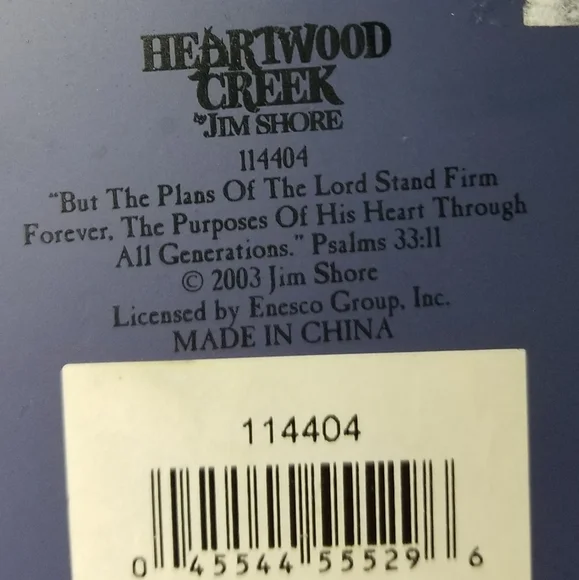 HEARTWOOD
CREEK
by JIM SHORE
114404
"But The Plans Of The Lord Stand Firm
Forever, The Purposes Of His Heart Through
All Generations." Psalms 33:11
© 2003 Jim Shore
Licensed by Enesco Group, Inc.
MADE IN CHINA
114404
0 45544 55529 6